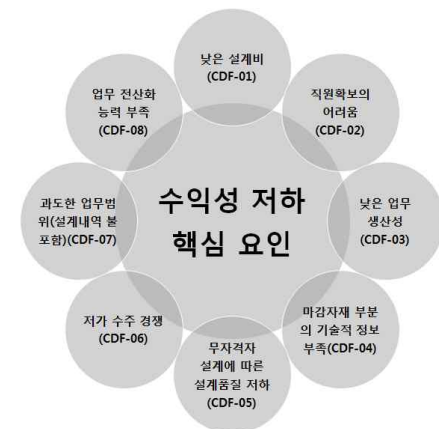 낮은 설계비
(CDF-01)
직원확보의
어려움
(CDF-02)
낮은 업무
생산성
(CDF-03)
마감자재 부분
의 기술적 정보
부족(CDF-04)
무자격자
설계에 따른
설계품질 저하
(CDF-05)
저가 수주 경쟁
(CDF-06)
과도한 업무범
위(설계내역 불
포함)(CDF-07)
업무 전산화
능력 부족
(CDF-08)
수익성 저하
핵심 요인